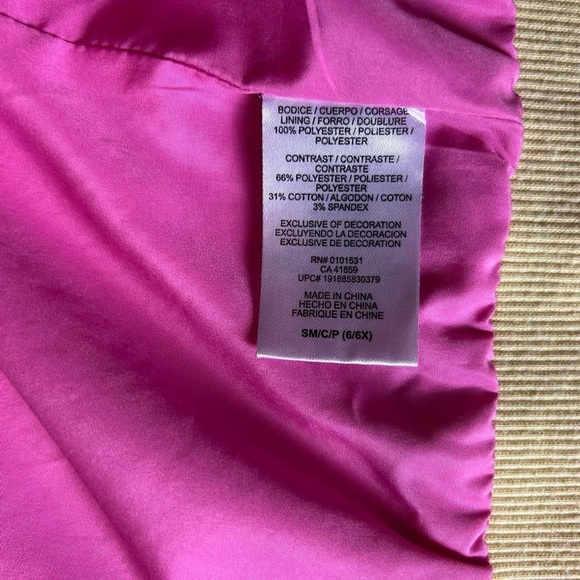 BODICE / CUERPO / CORSAGE
LINING / FORRO / DOUBLURE
100% POLYESTER / POLIESTER /
POLYESTER
CONTRAST / CONTRASTE /
CONTRASTE
66% POLYESTER / POLIESTER /
POLYESTER
31% COTTON / ALGODON / COTON
3% SPANDEX
EXCLUSIVE OF DECORATION
EXCLUYENDO LA DECORACION
EXCLUSIVE DE DECORATION
RN# 0101531
CA 41859
UPC# 191885830379
MADE IN CHINA
HECHO EN CHINA
FABRIQUE EN CHINE
SM/C/P (6/6X)